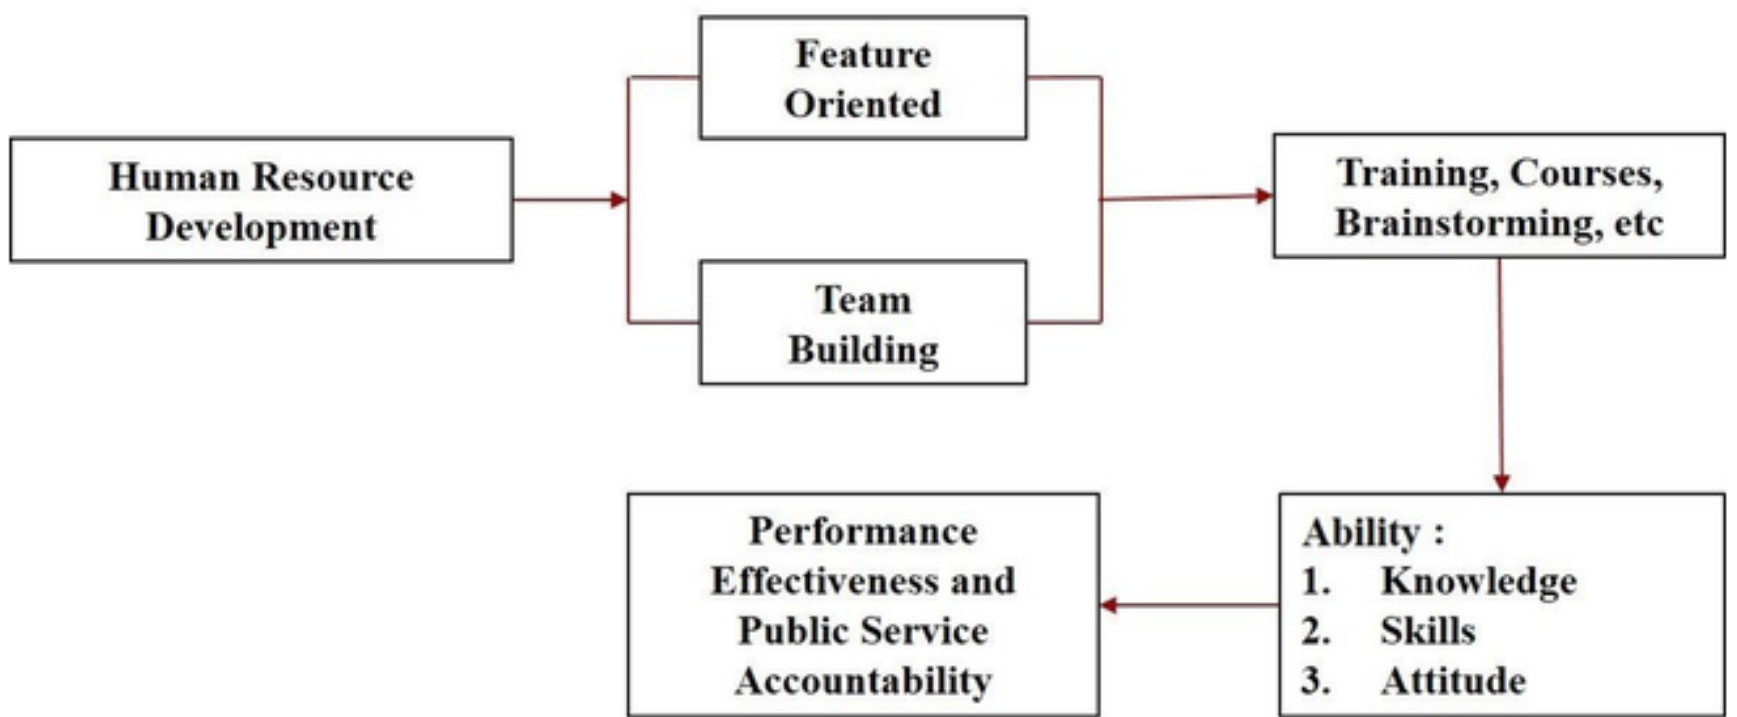 Feature
Oriented
Human Resource
Development
Team
Building
Training, Courses,
Brainstorming, etc
Performance
Effectiveness and
Public Service
Accountability
Ability :
1. Knowledge
2. Skills
3. Attitude